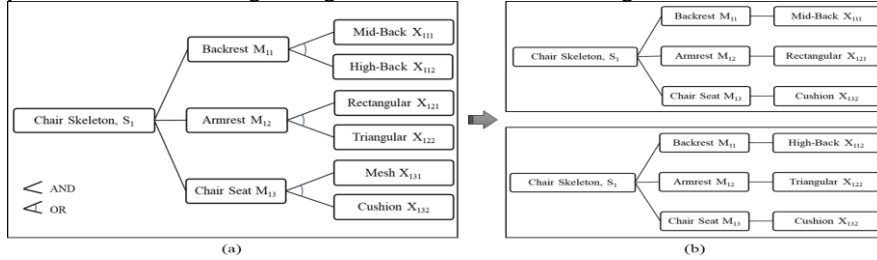 Backrest M₁₁
Mid-Back X₁₁₁
High-Back X₁₁₂
Chair Skeleton, S₁
Armrest M₁₂
Rectangular X₁₂₁
Triangular X₁₂₂
Chair Seat M₁₃
Mesh X₁₃₁
Cushion X₁₃₂
AND
OR
(a)
Backrest M₁₁
Mid-Back X₁₁₁
Chair Skeleton, S₁
Armrest M₁₂
Rectangular X₁₂₁
Chair Seat M₁₃
Cushion X₁₃₂
Backrest M₁₁
High-Back X₁₁₂
Chair Skeleton, S₁
Armrest M₁₂
Triangular X₁₂₂
Chair Seat M₁₃
Cushion X₁₃₂
(b)